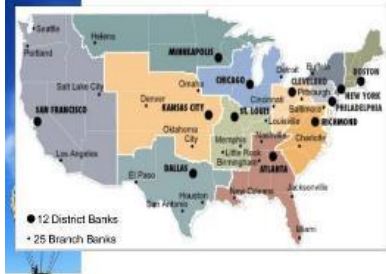 Seattle
Portland
Helena
MINNEAPOLIS
Salt Lake City
SAN FRANCISCO
Los Angeles
Denver
Omaha
KANSAS CITY
Oklahoma
City
CHICAGO
Detroit
Buffalo
BOSTON
CLEVELAND
NEW YORK
PHILADELPHIA
Pittsburgh
Cincinnati
Baltimore
RICHMOND
ST. LOUIS
Louisville
Memphis
Nashville
Charlotte
Little Rock
Birmingham
ATLANTA
DALLAS
El Paso
Houston
San Antonio
New Orleans
Jacksonville
Miami
12 District Banks
25 Branch Banks